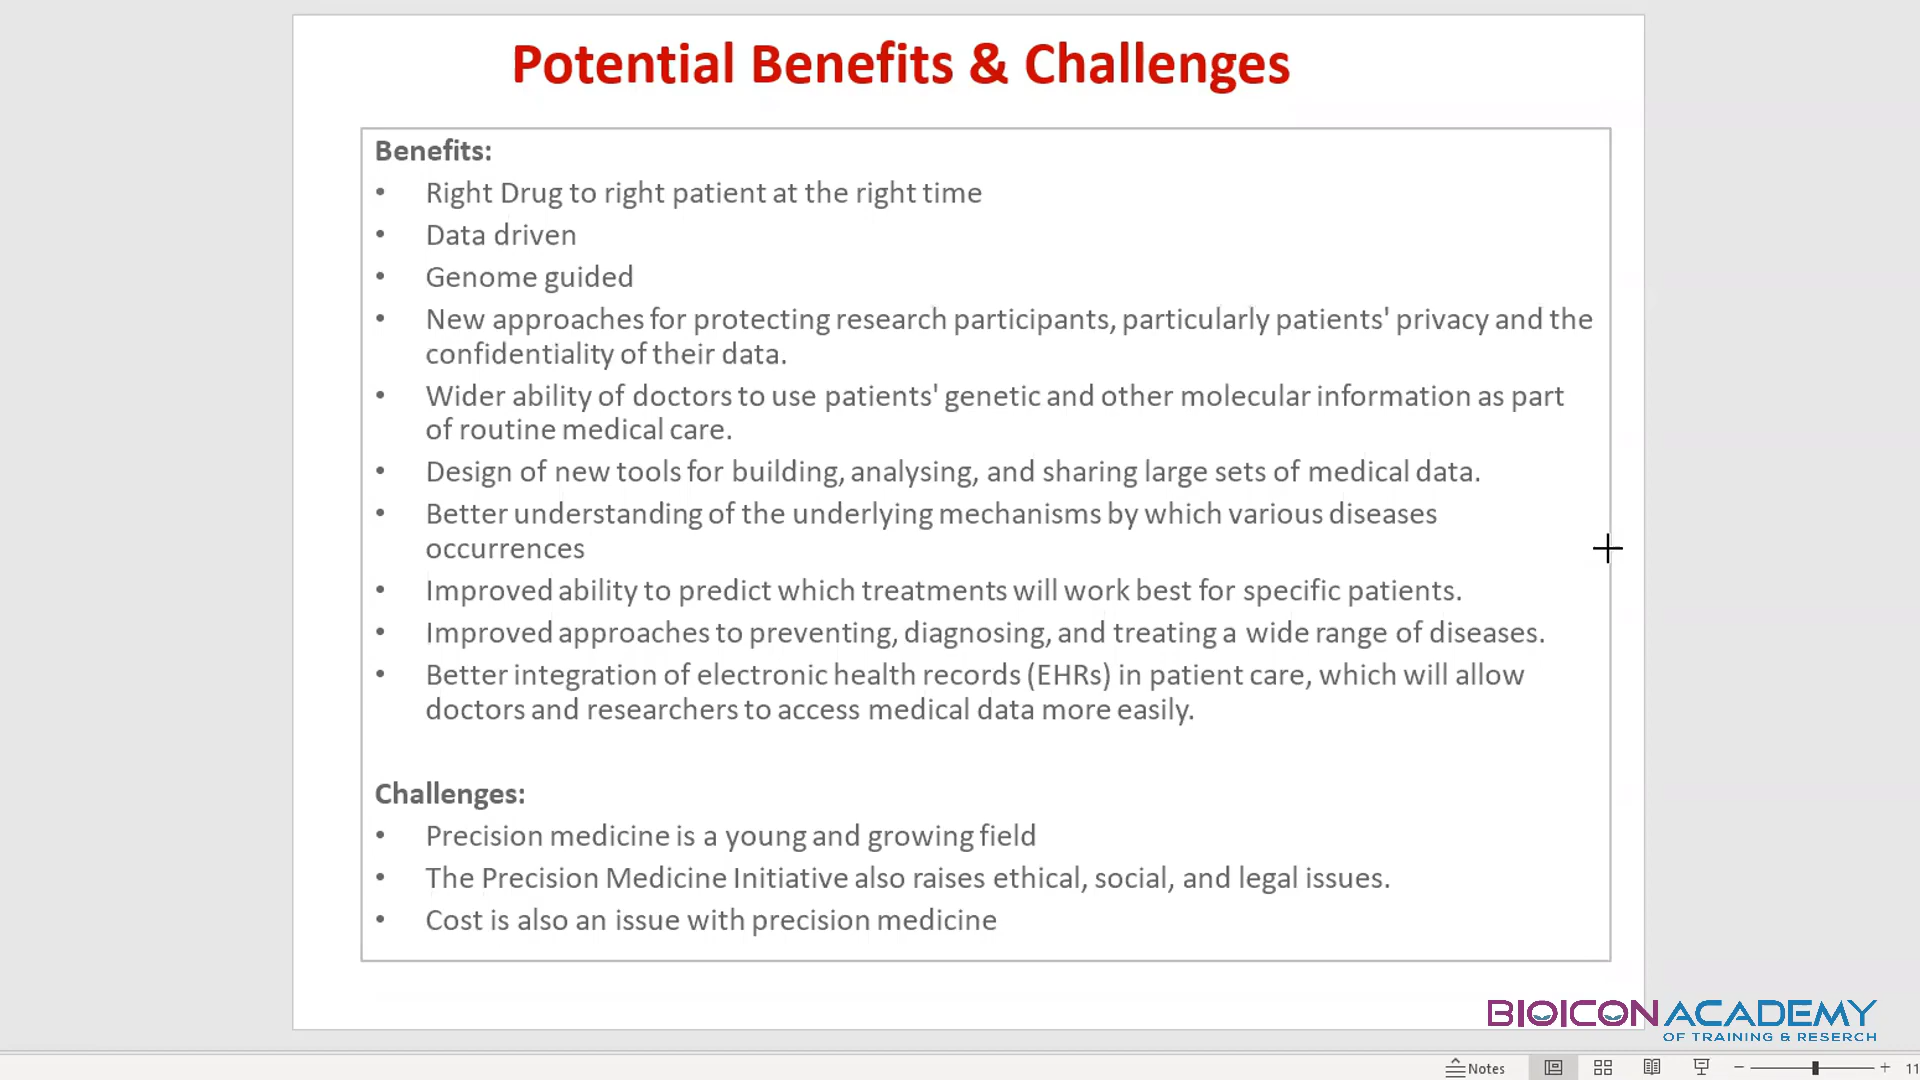 Potential Benefits & Challenges
Benefits:
• Right Drug to right patient at the right time
• Data driven
• Genome guided
• New approaches for protecting research participants, particularly patients' privacy and the
confidentiality of their data.
• Wider ability of doctors to use patients' genetic and other molecular information as part
of routine medical care.
• Design of new tools for building, analysing, and sharing large sets of medical data.
• Better understanding of the underlying mechanisms by which various diseases
occurrences
• Improved ability to predict which treatments will work best for specific patients.
• Improved approaches to preventing, diagnosing, and treating a wide range of diseases.
• Better integration of electronic health records (EHRs) in patient care, which will allow
doctors and researchers to access medical data more easily.
Challenges:
• Precision medicine is a young and growing field
• The Precision Medicine Initiative also raises ethical, social, and legal issues.
• Cost is also an issue with precision medicine
BIOICON ACADEMY
OF TRAINING & RESERCH
Notes